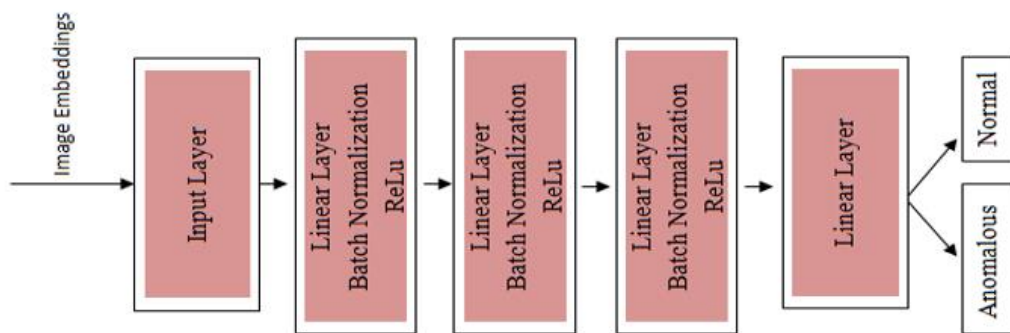 Image Embeddings
Input Layer
Linear Layer
Batch Normalization
ReLu
Linear Layer
Batch Normalization
ReLu
Linear Layer
Batch Normalization
ReLu
Linear Layer
Normal
Anomalous